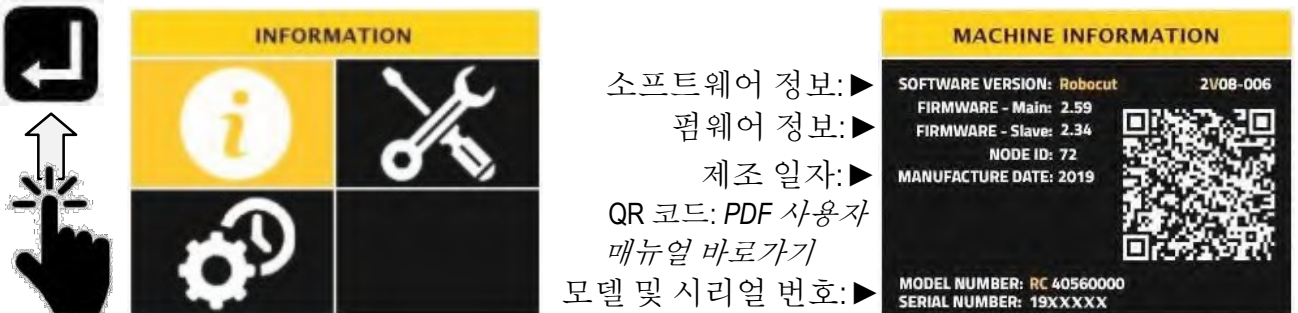 INFORMATION
소프트웨어 정보:►
펌웨어 정보:►
제조 일자:►
QR 코드: PDF 사용자
매뉴얼 바로가기
모델 및 시리얼 번호:►
MACHINE INFORMATION
SOFTWARE VERSION: Robocut 2V08-006
FIRMWARE - Main: 2.59
FIRMWARE - Slave: 2.34
NODE ID: 72
MANUFACTURE DATE: 2019
MODEL NUMBER: RC 40560000
SERIAL NUMBER: 19XXXXX